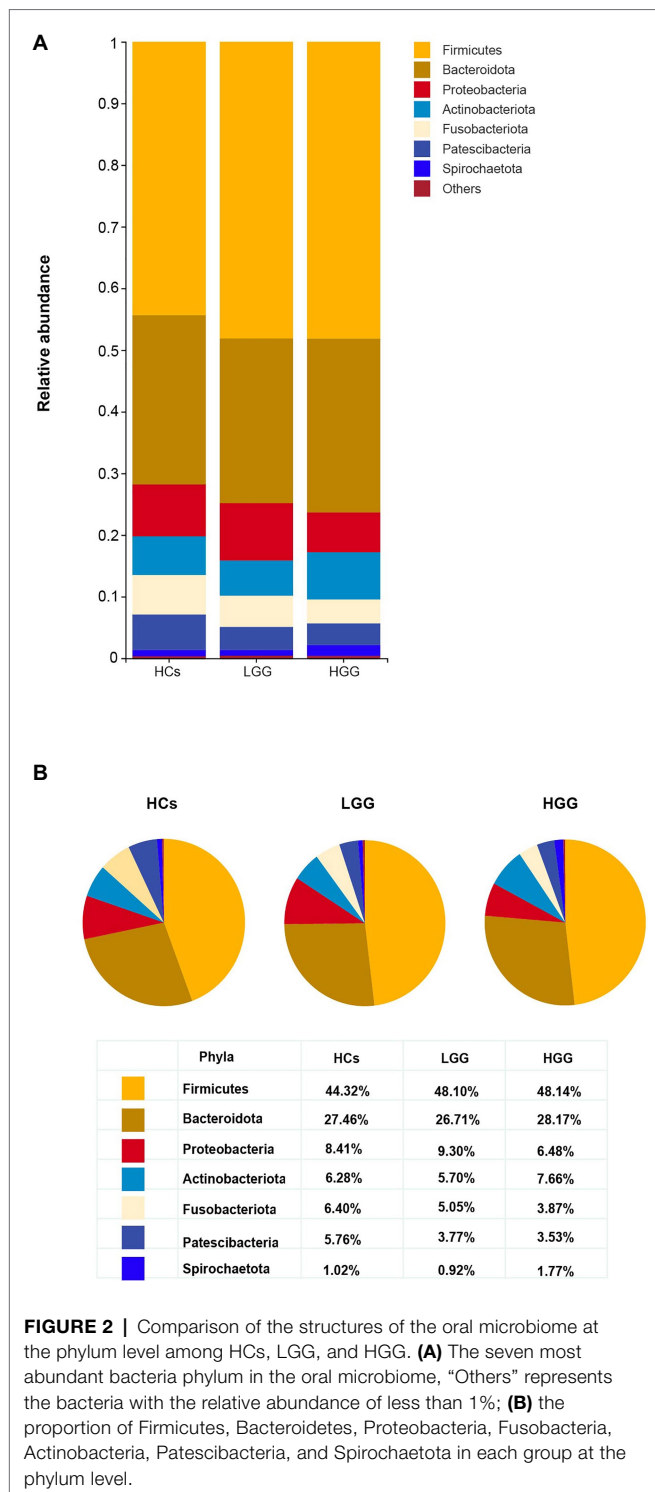 A
1
0.9
0.8
0.7
0.6
0.5
0.4
0.3
0.2
0.1
0
Relative abundance
HCs LGG HGG
Firmicutes
Bacteroidota
Proteobacteria
Actinobacteriota
Fusobacteriota
Patescibacteria
Spirochaetota
Others
B
HCs LGG HGG
Phyla HCs LGG HGG
Firmicutes 44.32% 48.10% 48.14%
Bacteroidota 27.46% 26.71% 28.17%
Proteobacteria 8.41% 9.30% 6.48%
Actinobacteriota 6.28% 5.70% 7.66%
Fusobacteriota 6.40% 5.05% 3.87%
Patescibacteria 5.76% 3.77% 3.53%
Spirochaetota 1.02% 0.92% 1.77%
FIGURE 2 | Comparison of the structures of the oral microbiome at
the phylum level among HCs, LGG, and HGG. (A) The seven most
abundant bacteria phylum in the oral microbiome, “Others” represents
the bacteria with the relative abundance of less than 1%; (B) the
proportion of Firmicutes, Bacteroidetes, Proteobacteria, Fusobacteria,
Actinobacteria, Patescibacteria, and Spirochaetota in each group at the
phylum level.